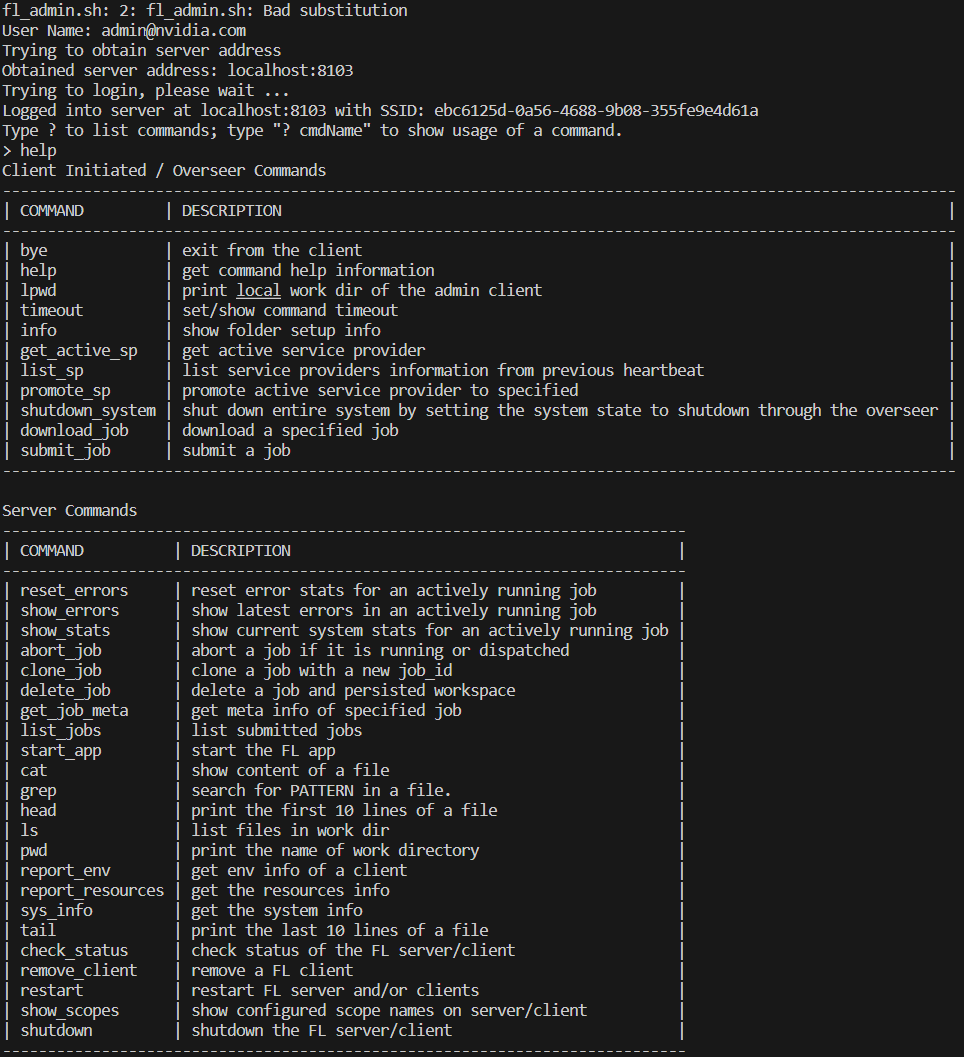 fl_admin.sh: 2: fl_admin.sh: Bad substitution
User Name: admin@nvidia.com
Trying to obtain server address
Obtained server address: localhost:8103
Trying to login, please wait ...
Logged into server at localhost:8103 with SSID: ebc6125d-0a56-4688-9b08-355fe9e4d61a
Type ? to list commands; type "? cmdName" to show usage of a command.
> help
Client Initiated / Overseer Commands
----------------------------------------------------------------------------------------------------------
| COMMAND         | DESCRIPTION                                                                          |
----------------------------------------------------------------------------------------------------------
| bye             | exit from the client                                                                 |
| help            | get command help information                                                         |
| lpwd            | print local work dir of the admin client                                             |
| timeout         | set/show command timeout                                                             |
| info            | show folder setup info                                                               |
| get_active_sp   | get active service provider                                                          |
| list_sp         | list service providers information from previous heartbeat                           |
| promote_sp      | promote active service provider to specified                                         |
| shutdown_system | shut down entire system by setting the system state to shutdown through the overseer |
| download_job    | download a specified job                                                             |
| submit_job      | submit a job                                                                         |
----------------------------------------------------------------------------------------------------------

Server Commands
----------------------------------------------------------------------------
| COMMAND          | DESCRIPTION                                           |
----------------------------------------------------------------------------
| reset_errors     | reset error stats for an actively running job         |
| show_errors      | show latest errors in an actively running job         |
| show_stats       | show current system stats for an actively running job |
| abort_job        | abort a job if it is running or dispatched            |
| clone_job        | clone a job with a new job_id                         |
| delete_job       | delete a job and persisted workspace                  |
| get_job_meta     | get meta info of specified job                        |
| list_jobs        | list submitted jobs                                   |
| start_app        | start the FL app                                      |
| cat              | show content of a file                                |
| grep             | search for PATTERN in a file.                         |
| head             | print the first 10 lines of a file                    |
| ls               | list files in work dir                                |
| pwd              | print the name of work directory                      |
| report_env       | get env info of a client                              |
| report_resources | get the resources info                                |
| sys_info         | get the system info                                   |
| tail             | print the last 10 lines of a file                     |
| check_status     | check status of the FL server/client                  |
| remove_client    | remove a FL client                                    |
| restart          | restart FL server and/or clients                      |
| show_scopes      | show configured scope names on server/client          |
| shutdown         | shutdown the FL server/client                         |
----------------------------------------------------------------------------